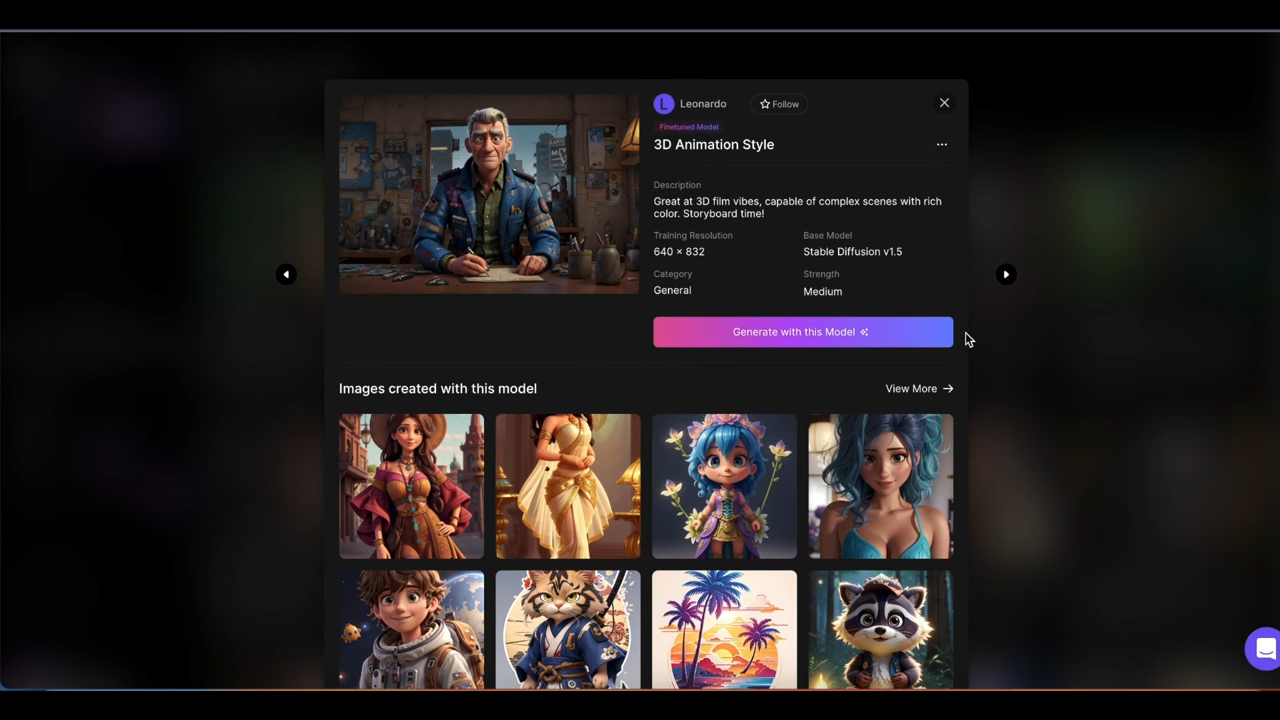 L Leonardo
Follow
Finetuned Model
3D Animation Style
Description
Great at 3D film vibes, capable of complex scenes with rich
color. Storyboard time!
Training Resolution
Base Model
640 × 832
Stable Diffusion v1.5
Category
Strength
General
Medium
Generate with this Model
Images created with this model
View More